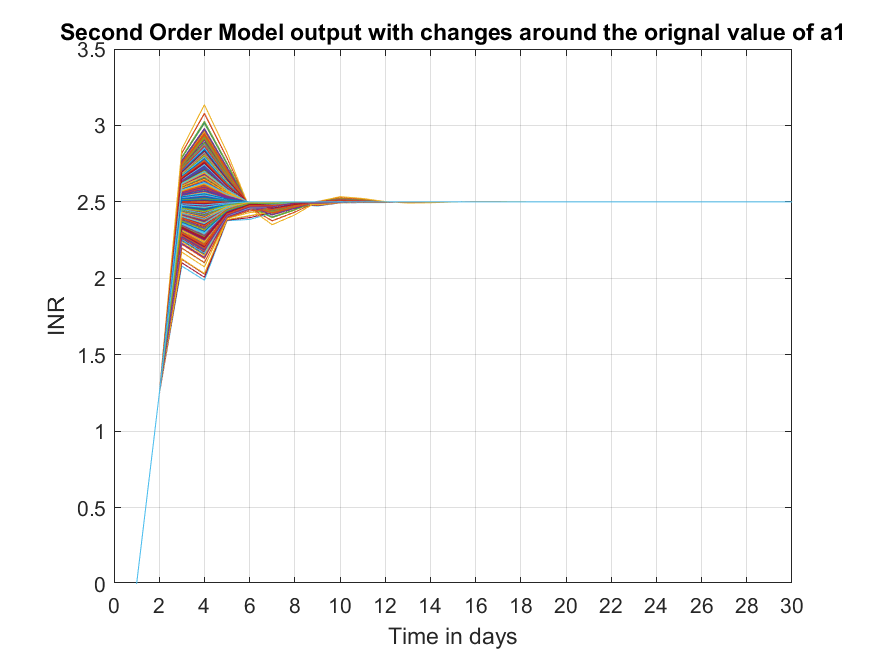 Second Order Model output with changes around the orignal value of a1
3.5
3
2.5
2
1.5
1
0.5
0
INR
0 2 4 6 8 10 12 14 16 18 20 22 24 26 28 30
Time in days